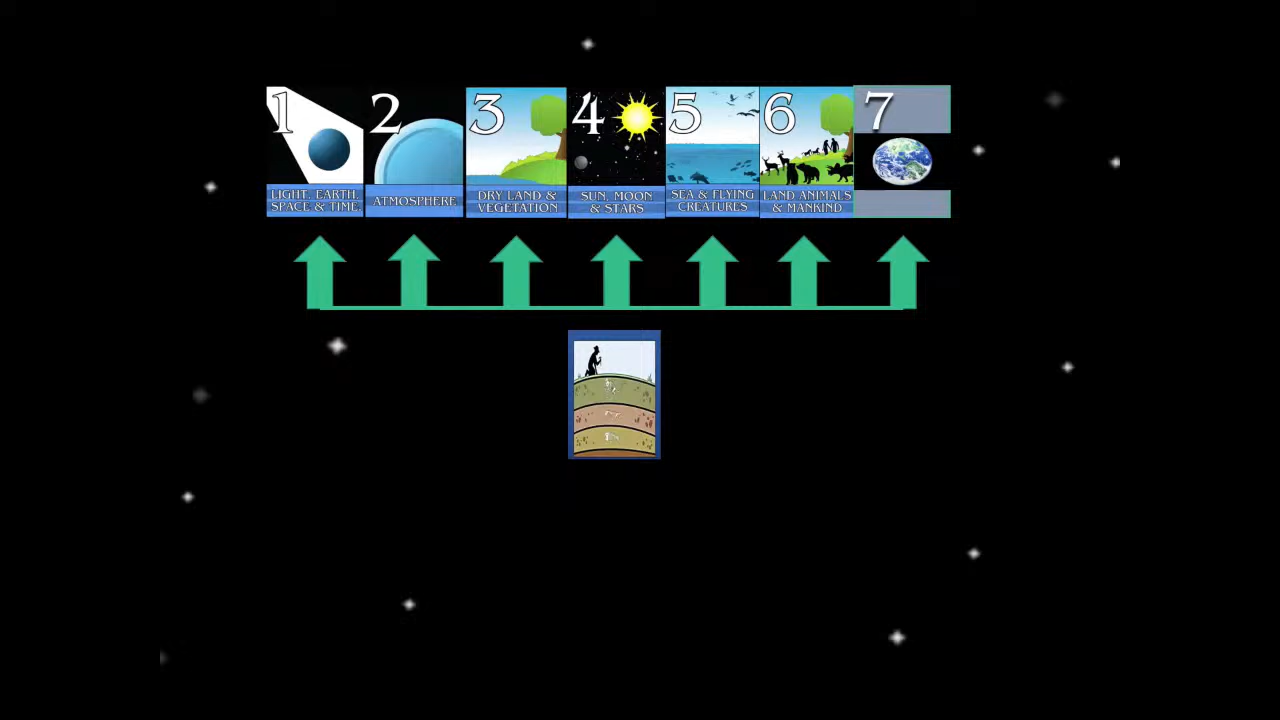 1 2 3 4 5 6 7
LIGHT, EARTH, SPACE & TIME
ATMOSPHERE
DRY LAND & VEGETATION
SUN, MOON & STARS
SEA & FLYING CREATURES
LAND ANIMALS & MANKIND